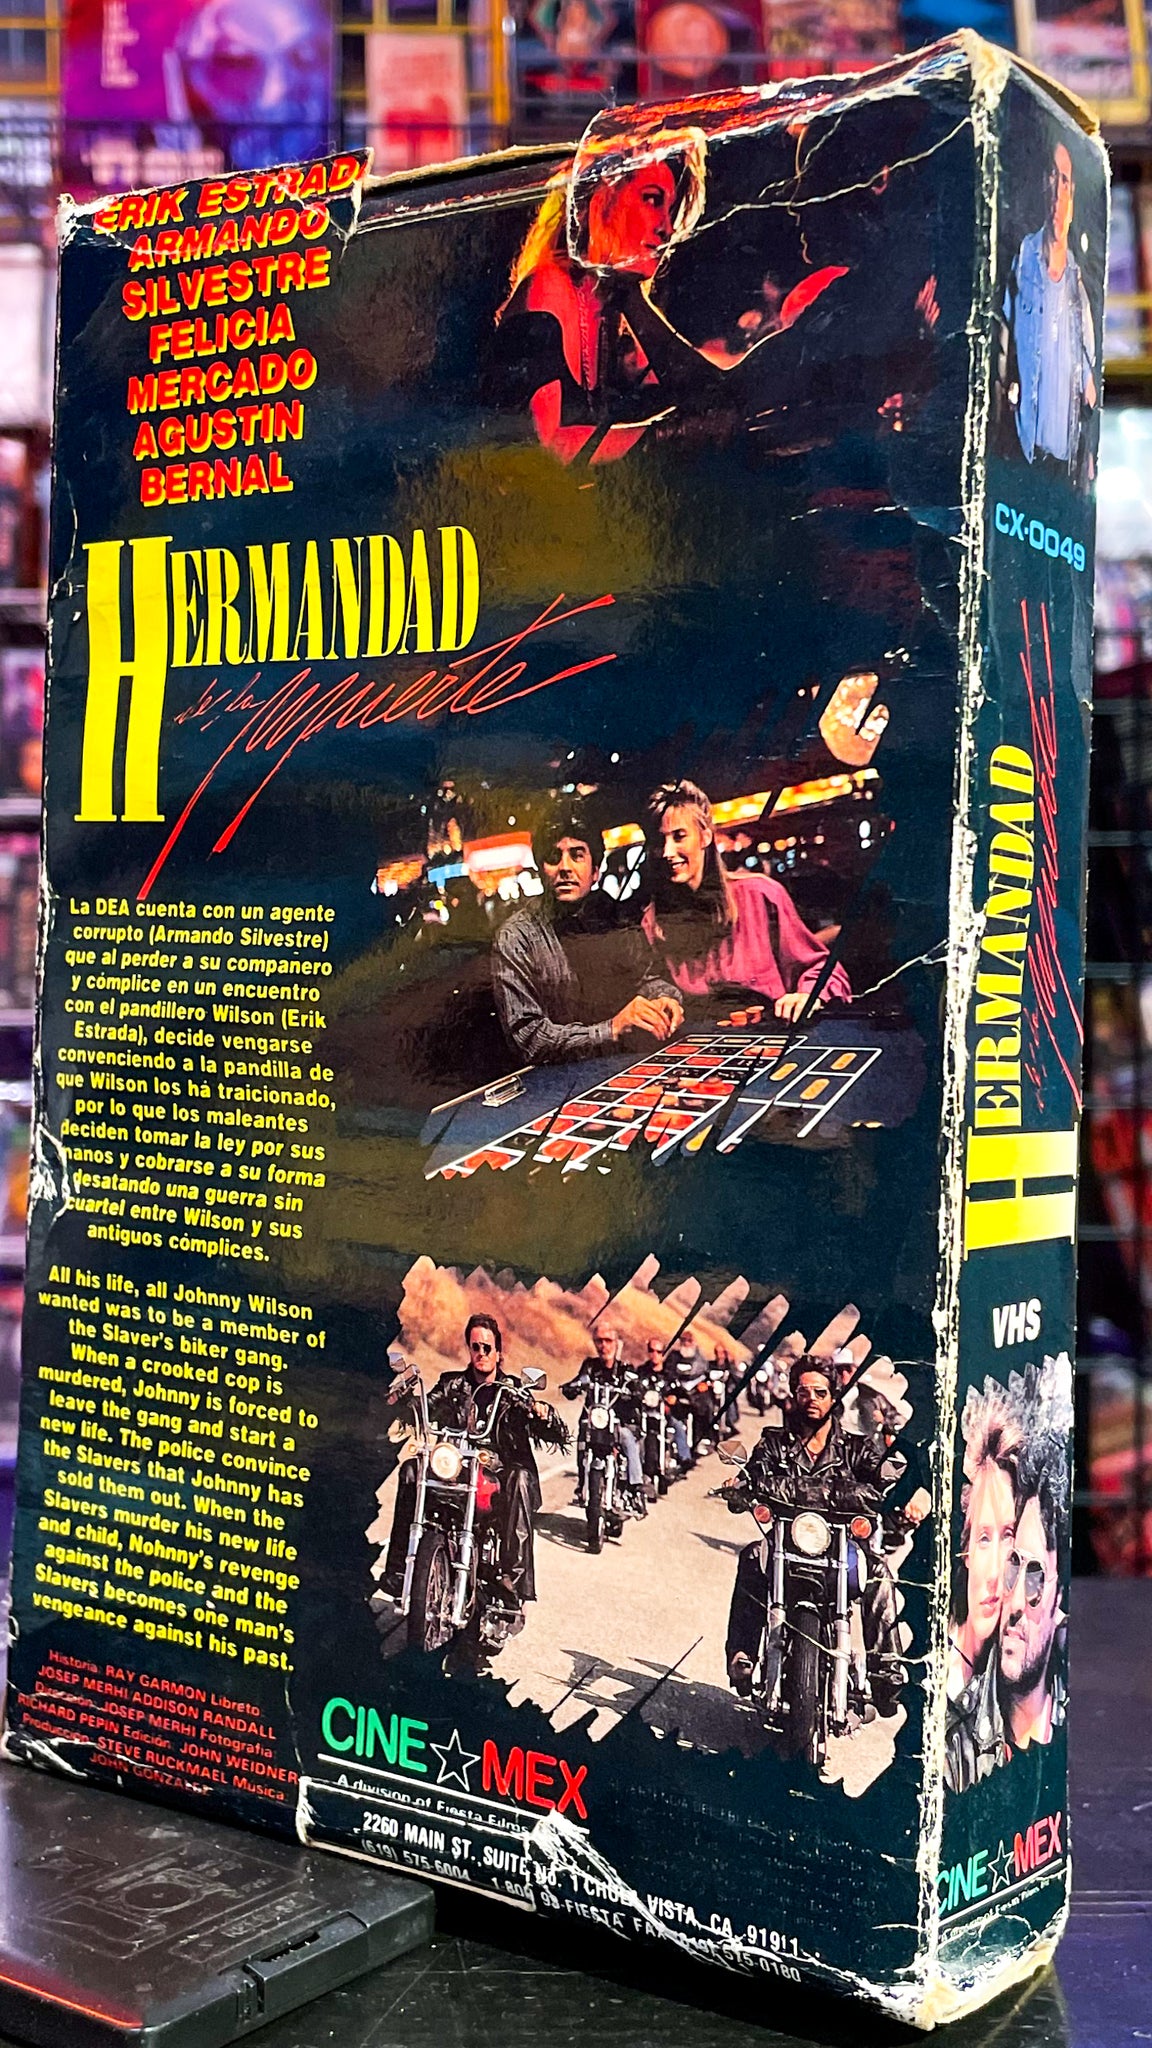 ERIK ESTRADA
ARMANDO
SILVESTRE
FELICIA
MERCADO
AGUSTIN
BERNAL
HERMANDAD
de la Muerte
La DEA cuenta con un agente
corrupto (Armando Silvestre)
que al perder a su compañero
y cómplice en un encuentro
con el pandillero Wilson (Erik
Estrada), decide vengarse
convenciendo a la pandilla de
que Wilson los há traicionado,
por lo que los maleantes
deciden tomar la ley por sus
manos y cobrarse a su forma
desatando una guerra sin
cuartel entre Wilson y sus
antiguos cómplices.
All his life, all Johnny Wilson
wanted was to be a member of
the Slaver's biker gang.
When a crooked cop is
murdered, Johnny is forced to
leave the gang and start a
new life. The police convince
the Slavers that Johnny has
sold them out. When the
Slavers murder his new life
and child, Nohnny's revenge
against the police and the
Slavers becomes one man's
vengeance against his past.
Historia: RAY GARMON Libreto:
JOSEP MERHI ADDISON RANDALL
Dirección: JOSEP MERHI Fotografia:
RICHARD PEPIN Edición: JOHN WEIDNER
Producción: STEVE RUCKMAEL Musica:
JOHN GONZALEZ
CINE MEX
A division of Fiesta Films
2260 MAIN ST., SUITE No. 1 CHULA VISTA, CA. 91911
(619) 575-6004 1 800 93-FIESTA FAX (619) 575-0180
CX-0049
HERMANDAD
de la Muerte
VHS
CINE MEX
A division of Fiesta Films